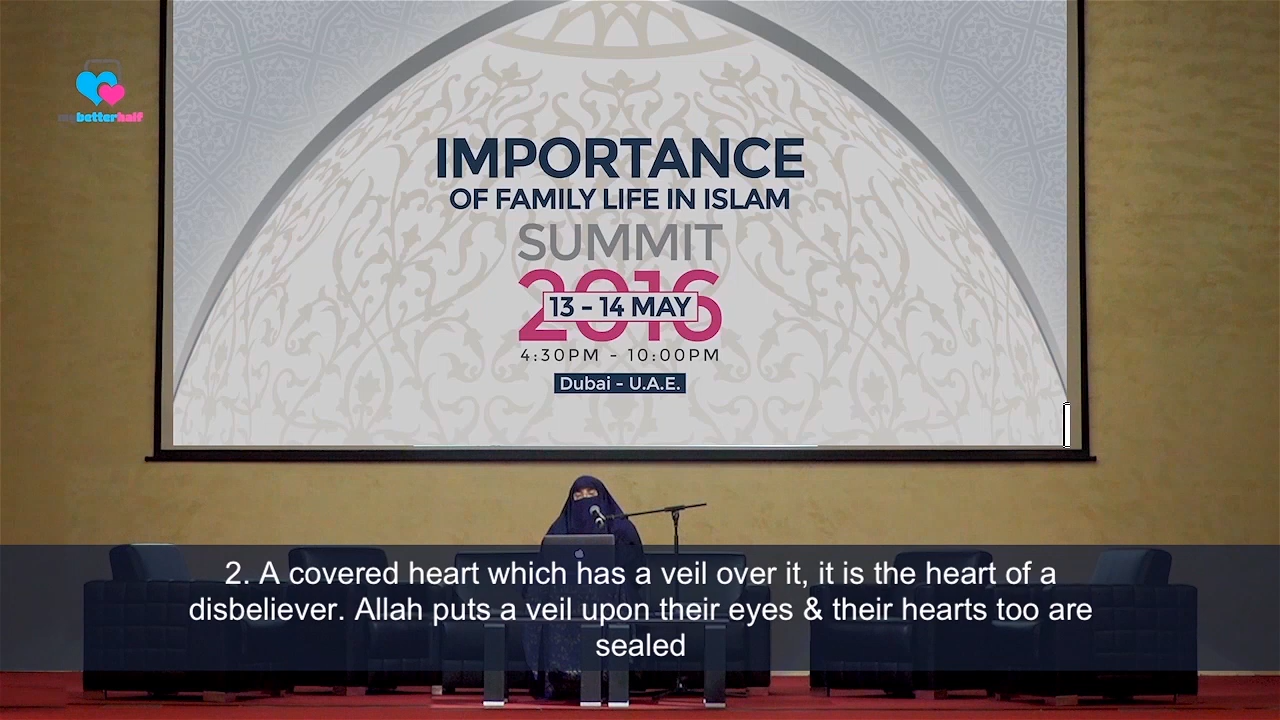 mybetterhalf
IMPORTANCE
OF FAMILY LIFE IN ISLAM
SUMMIT
2016
13 - 14 MAY
4:30PM - 10:00PM
Dubai - U.A.E.
2. A covered heart which has a veil over it, it is the heart of a
disbeliever. Allah puts a veil upon their eyes & their hearts too are
sealed